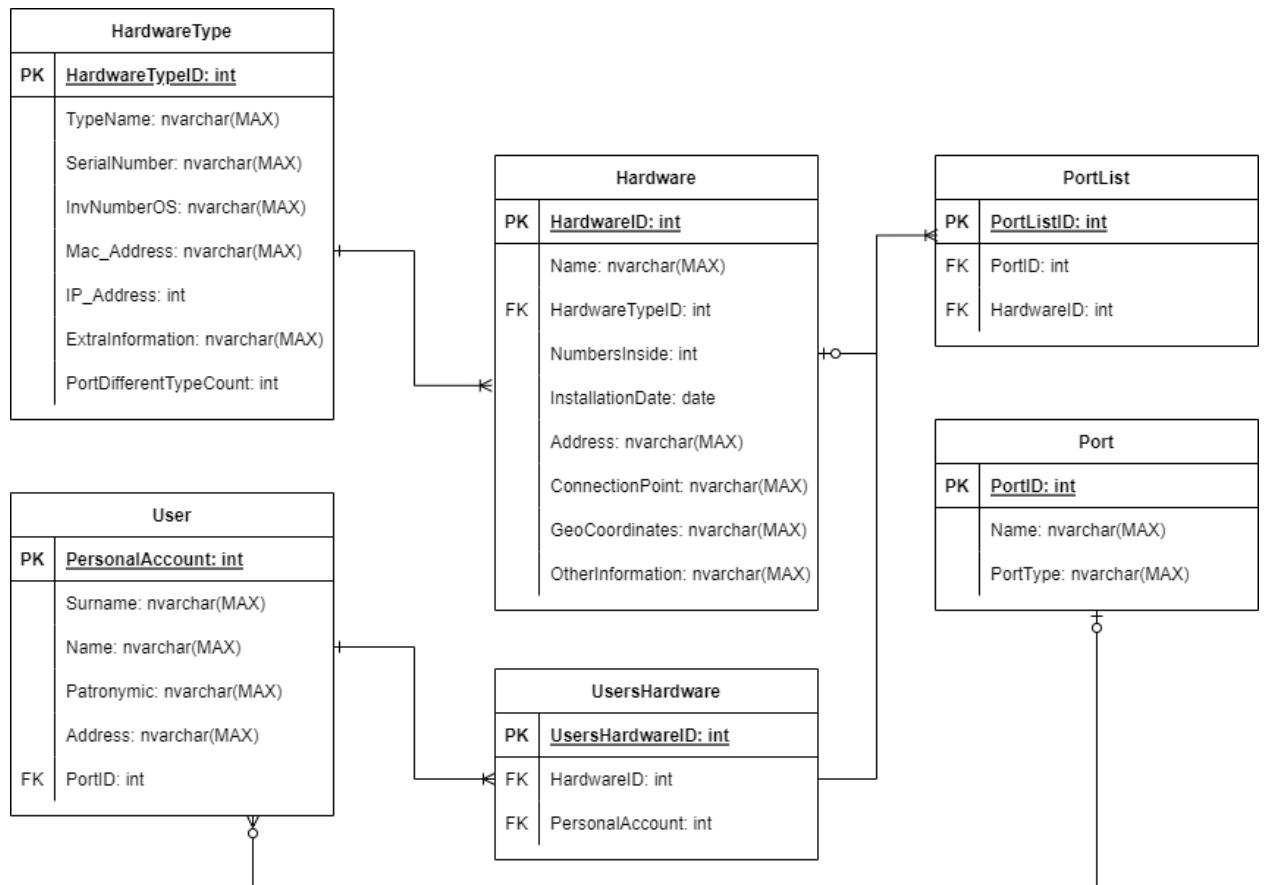 HardwareType
PK HardwareTypeID: int
TypeName: nvarchar(MAX)
SerialNumber: nvarchar(MAX)
InvNumberOS: nvarchar(MAX)
Mac_Address: nvarchar(MAX)
IP_Address: int
ExtraInformation: nvarchar(MAX)
PortDifferentTypeCount: int
Hardware
PK HardwareID: int
Name: nvarchar(MAX)
FK HardwareTypeID: int
NumbersInside: int
InstallationDate: date
Address: nvarchar(MAX)
ConnectionPoint: nvarchar(MAX)
GeoCoordinates: nvarchar(MAX)
OtherInformation: nvarchar(MAX)
PortList
PK PortListID: int
FK PortID: int
FK HardwareID: int
Port
PK PortID: int
Name: nvarchar(MAX)
PortType: nvarchar(MAX)
User
PK PersonalAccount: int
Surname: nvarchar(MAX)
Name: nvarchar(MAX)
Patronymic: nvarchar(MAX)
Address: nvarchar(MAX)
FK PortID: int
UsersHardware
PK UsersHardwareID: int
FK HardwareID: int
FK PersonalAccount: int